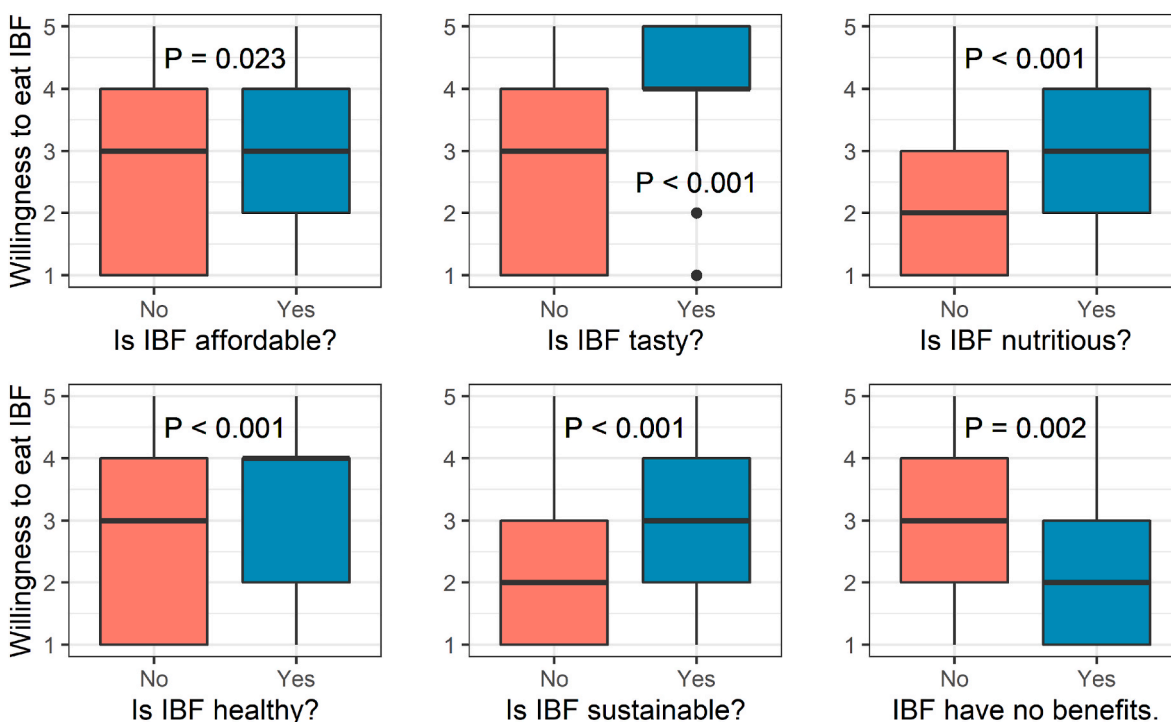 Willingness to eat IBF
5
4
3
2
1
P = 0.023
No Yes
Is IBF affordable?
5
4
3
2
1
P < 0.001
No Yes
Is IBF tasty?
5
4
3
2
1
P < 0.001
No Yes
Is IBF nutritious?
Willingness to eat IBF
5
4
3
2
1
P < 0.001
No Yes
Is IBF healthy?
5
4
3
2
1
P < 0.001
No Yes
Is IBF sustainable?
5
4
3
2
1
P = 0.002
No Yes
IBF have no benefits.